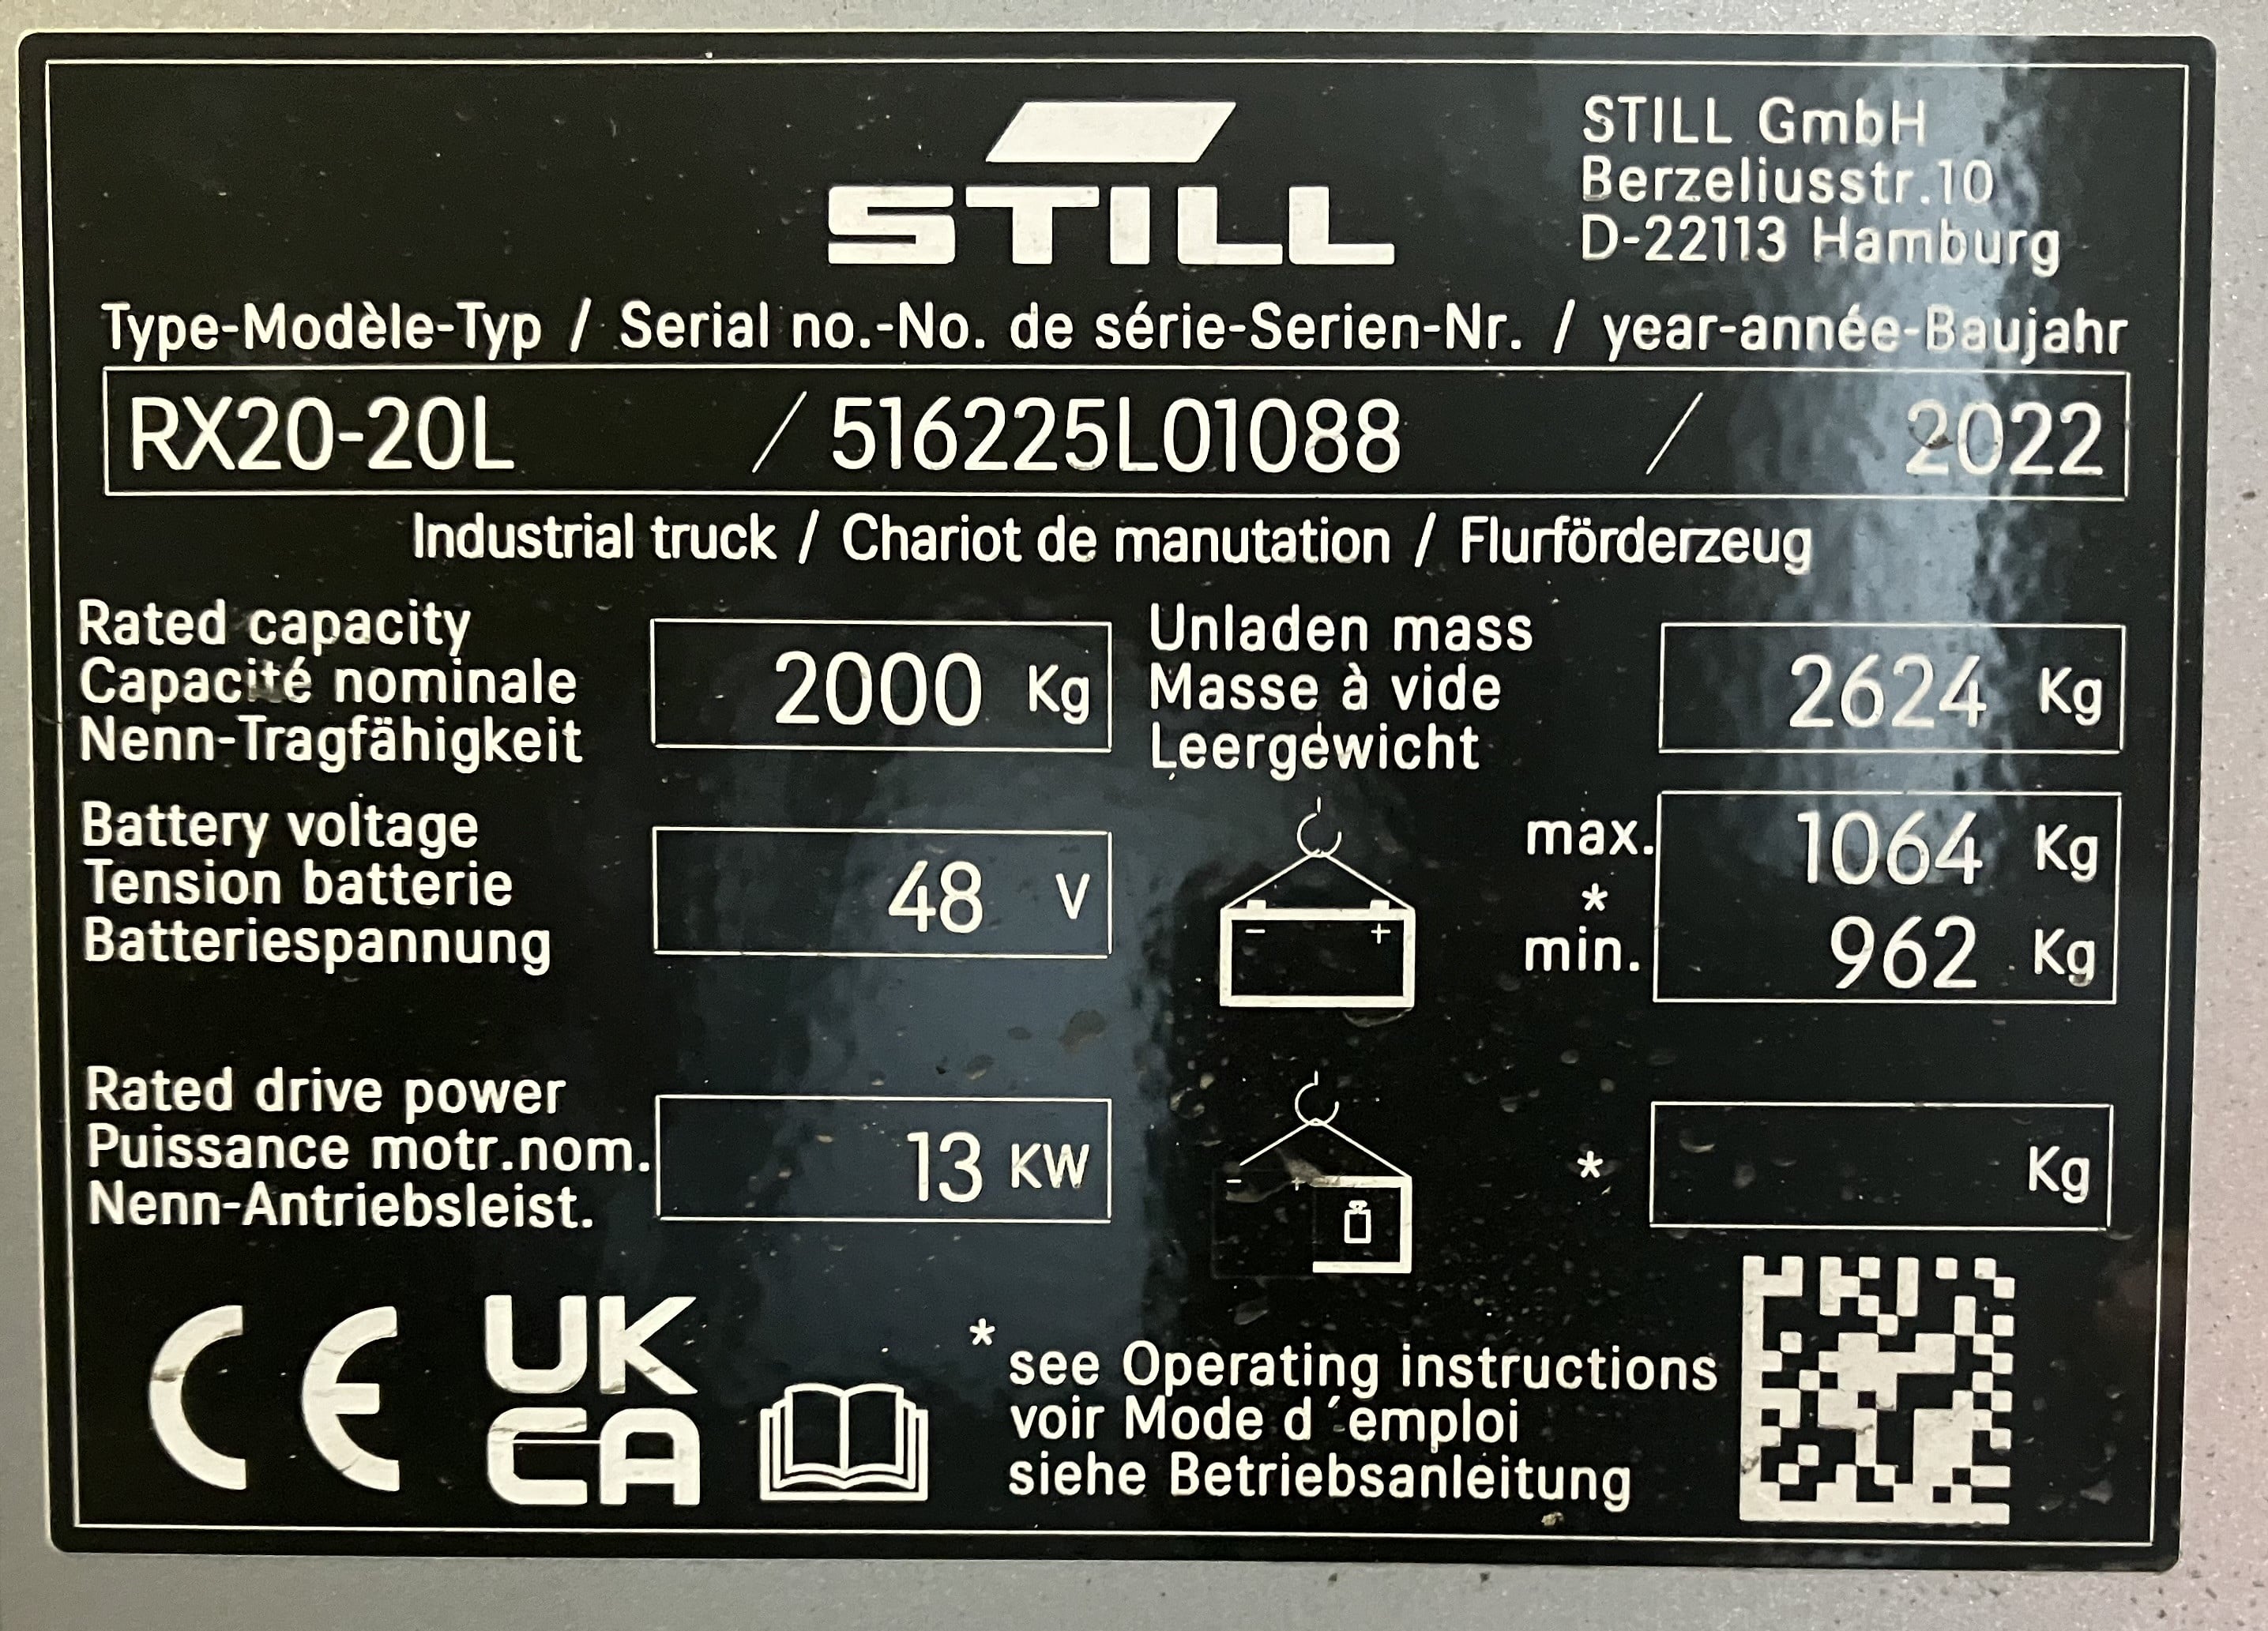 STILL
STILL GmbH
Berzeliusstr.10
D-22113 Hamburg
Type-Modèle-Typ / Serial no.-No. de série-Serien-Nr. / year-année-Baujahr
RX20-20L / 516225L01088 / 2022
Industrial truck / Chariot de manutation / Flurförderzeug
Rated capacity
Capacité nominale
Nenn-Tragfähigkeit
2000 Kg
Unladen mass
Masse à vide
Leergewicht
2624 Kg
Battery voltage
Tension batterie
Batteriespannung
48 V
- +
max. 1064 Kg
*
min. 962 Kg
Rated drive power
Puissance motr.nom.
Nenn-Antriebsleist.
13 KW
- +
* Kg
CE
UK
CA
* see Operating instructions
voir Mode d´emploi
siehe Betriebsanleitung